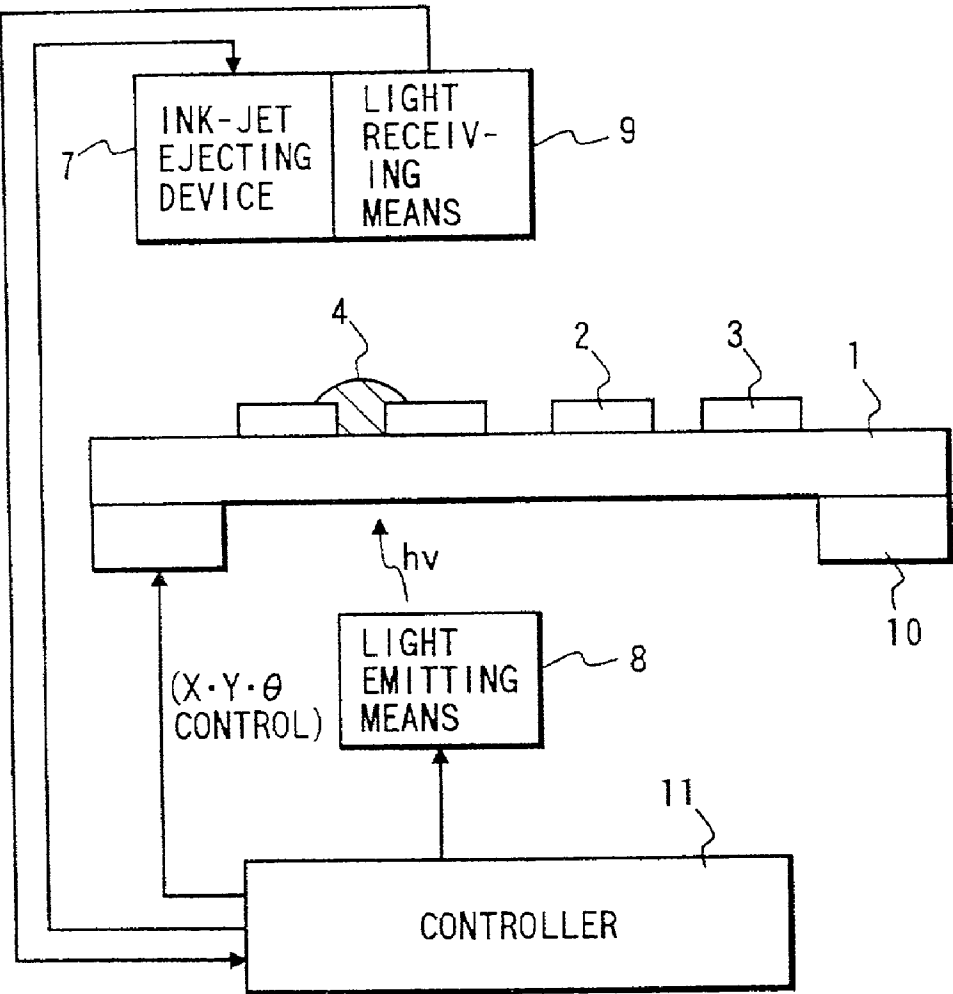 INK-JET
EJECTING
DEVICE
LIGHT
RECEIV-
ING
MEANS
7
9
4
2
3
1
hν
10
LIGHT
EMITTING
MEANS
8
(X·Y·θ
CONTROL)
11
CONTROLLER